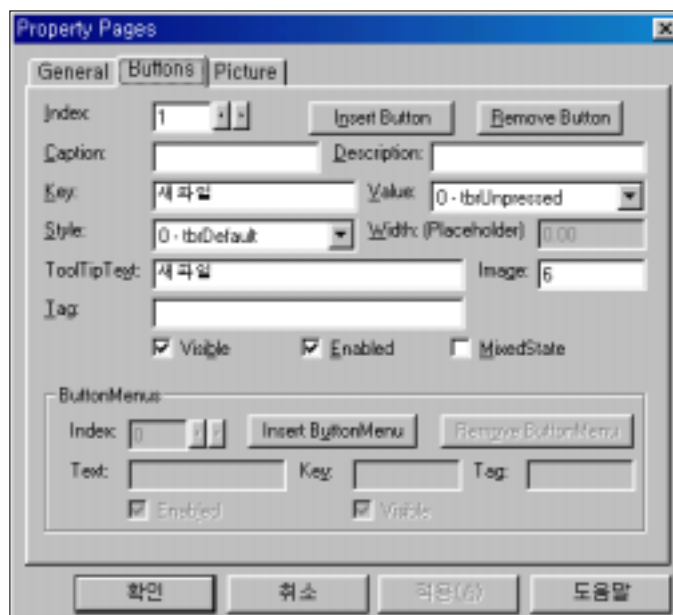 Property Pages
General Buttons Picture
Index: 1 Insert Button Remove Button
Caption: Description:
Key: 새 파일 Value: 0 - tbrUnpressed
Style: 0 - tbrDefault Width: (Placeholder) 0.00
ToolTipText: 새 파일 Image: 6
Tag:
Visible Enabled MixedState
ButtonMenus
Index: 0 Insert ButtonMenu Remove ButtonMenu
Text: Key: Tag:
Enabled Visible
확인 취소 적용(A) 도움말